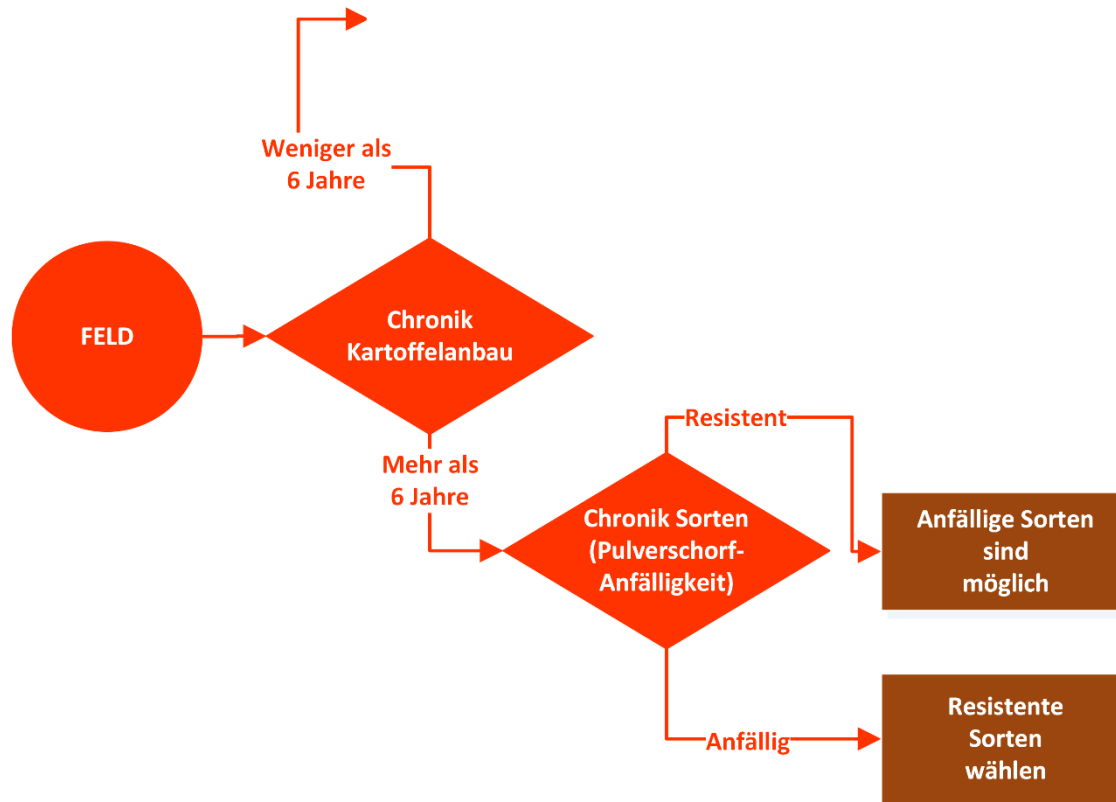 Weniger als
6 Jahre
FELD
Chronik
Kartoffelanbau
Mehr als
6 Jahre
Resistent
Chronik Sorten
(Pulverschorf-
Anfälligkeit)
Anfällige Sorten
sind
möglich
Anfällig
Resistente
Sorten
wählen